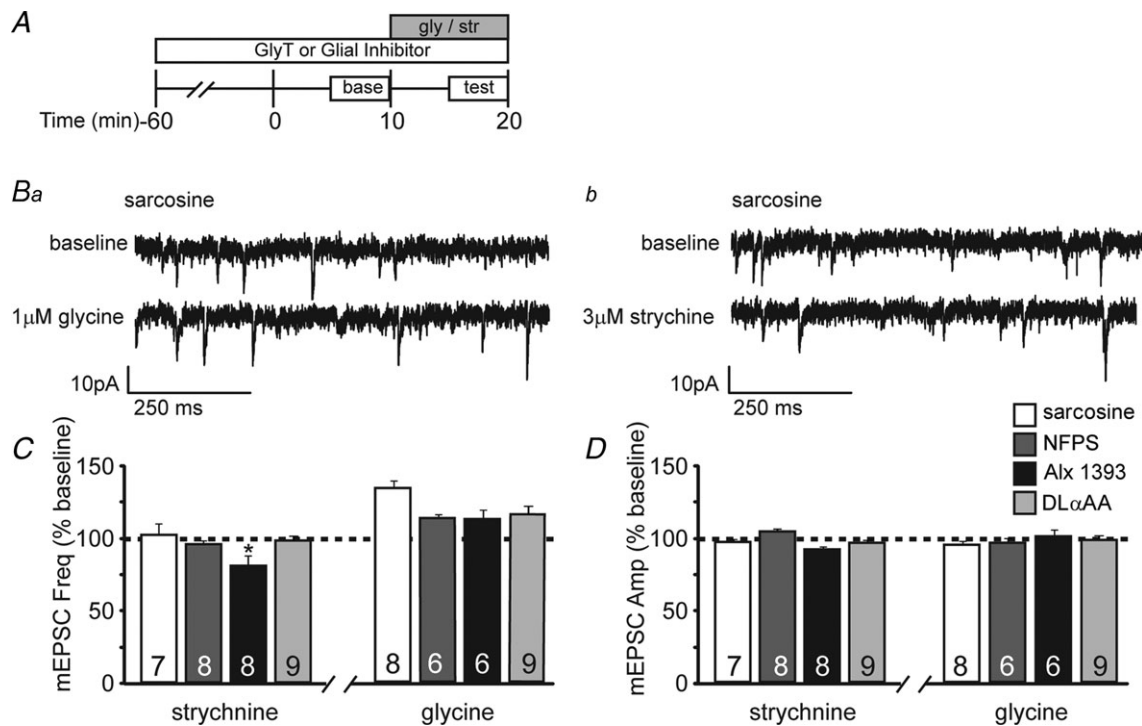 A
gly / str
GlyT or Glial Inhibitor
base
test
Time (min)-60 0 10 20
Ba
sarcosine
baseline
1µM glycine
10pA
250 ms
b
sarcosine
baseline
3µM strychine
10pA
250 ms
C
mEPSC Freq (% baseline)
150
100
50
0
*
7 8 8 9
8 6 6 9
strychnine glycine
D
sarcosine
NFPS
Alx 1393
DLαAA
mEPSC Amp (% baseline)
150
100
50
0
7 8 8 9
8 6 6 9
strychnine glycine